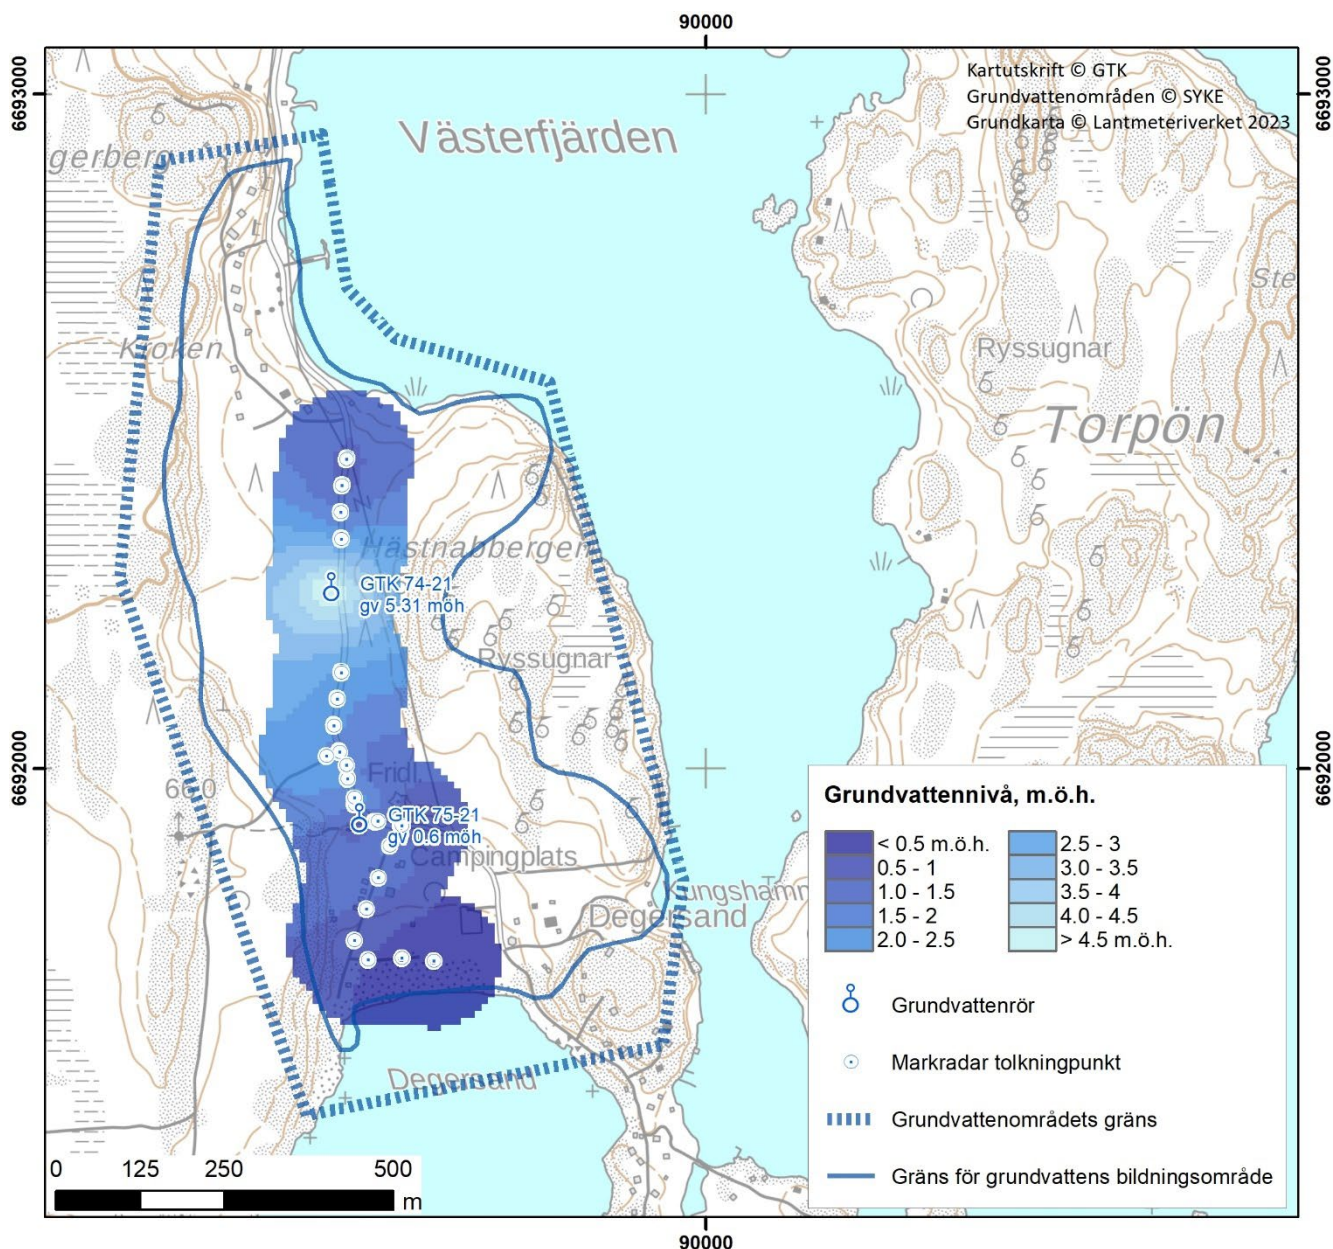 90000
6693000
6693000
Kartutskrift © GTK
Grundvattenområden © SYKE
Grundkarta © Lantmeteriverket 2023
Västerfjärden
gerberg
Ste
Kroken
Ryssugnar
Torpön
Hästnabbergen
GTK 74-21
gv 5.31 möh
Ryssugnar
6692000
6692000
Fridl.
GTK 75-21
gv 0.6 möh
Campingplats
Kungshamn
Degersand
Degersand
Grundvattennivå, m.ö.h.
< 0.5 m.ö.h.
0.5 - 1
1.0 - 1.5
1.5 - 2
2.0 - 2.5
2.5 - 3
3.0 - 3.5
3.5 - 4
4.0 - 4.5
> 4.5 m.ö.h.
Grundvattenrör
Markradar tolkningpunkt
Grundvattenområdets gräns
Gräns för grundvattens bildningsområde
0 125 250 500
m
90000